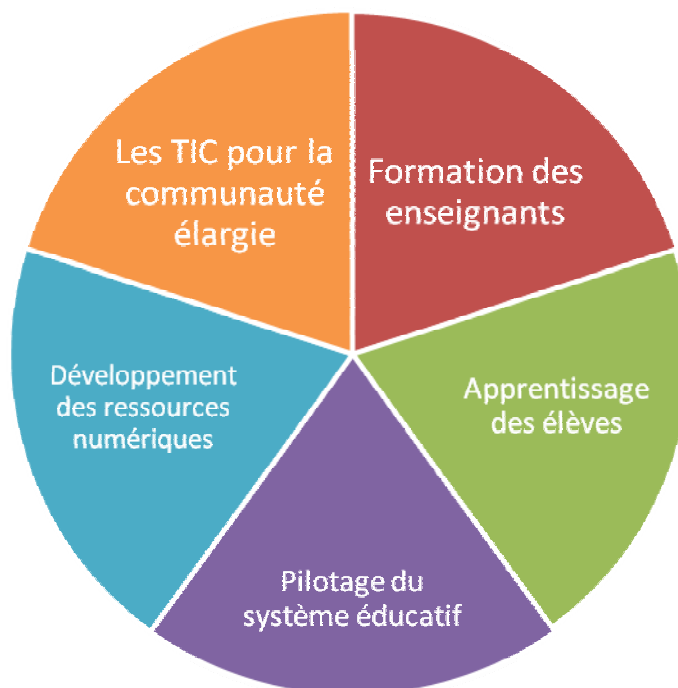 Les TIC pour la
communauté
élargie
Formation des
enseignants
Apprentissage
des élèves
Pilotage du
système éducatif
Développement
des ressources
numériques